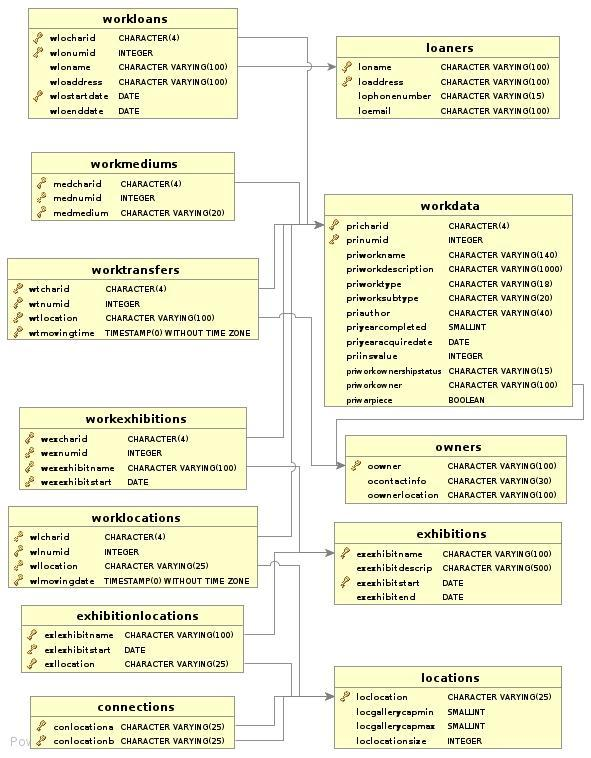 workloans
wlocharid CHARACTER(4)
wlonumid INTEGER
wloname CHARACTER VARYING(100)
wloaddress CHARACTER VARYING(100)
wlostartdate DATE
wloenddate DATE
loaners
loname CHARACTER VARYING(100)
loaddress CHARACTER VARYING(100)
lophonenumber CHARACTER VARYING(15)
loemail CHARACTER VARYING(100)
workmediums
medcharid CHARACTER(4)
mednumid INTEGER
medmedium CHARACTER VARYING(20)
workdata
pricharid CHARACTER(4)
prinumid INTEGER
priworkname CHARACTER VARYING(140)
priworkdescription CHARACTER VARYING(1000)
priworktype CHARACTER VARYING(18)
priworksubtype CHARACTER VARYING(20)
priauthor CHARACTER VARYING(40)
priyearcompleted SMALLINT
priyearacquiredate DATE
priinsvalue INTEGER
priworkownershipstatus CHARACTER VARYING(15)
priworkowner CHARACTER VARYING(100)
priwarpiece BOOLEAN
worktransfers
wtcharid CHARACTER(4)
wtnumid INTEGER
wtlocation CHARACTER VARYING(100)
wtmovingtime TIMESTAMP(0) WITHOUT TIME ZONE
workexhibitions
wexcharid CHARACTER(4)
wexnumid INTEGER
wexexhibitname CHARACTER VARYING(100)
wexexhibitstart DATE
owners
oowner CHARACTER VARYING(100)
ocontactinfo CHARACTER VARYING(30)
oownerlocation CHARACTER VARYING(100)
worklocations
wlcharid CHARACTER(4)
wlnumid INTEGER
wllocation CHARACTER VARYING(25)
wlmovingdate TIMESTAMP(0) WITHOUT TIME ZONE
exhibitions
exexhibitname CHARACTER VARYING(100)
exexhibitdescrip CHARACTER VARYING(500)
exexhibitstart DATE
exexhibitend DATE
exhibitionlocations
exlexhibitname CHARACTER VARYING(100)
exlexhibitstart DATE
exllocation CHARACTER VARYING(25)
locations
loclocation CHARACTER VARYING(25)
locgallerycapmin SMALLINT
locgallerycapmax SMALLINT
loclocationsize INTEGER
connections
conlocationa CHARACTER VARYING(25)
conlocationb CHARACTER VARYING(25)